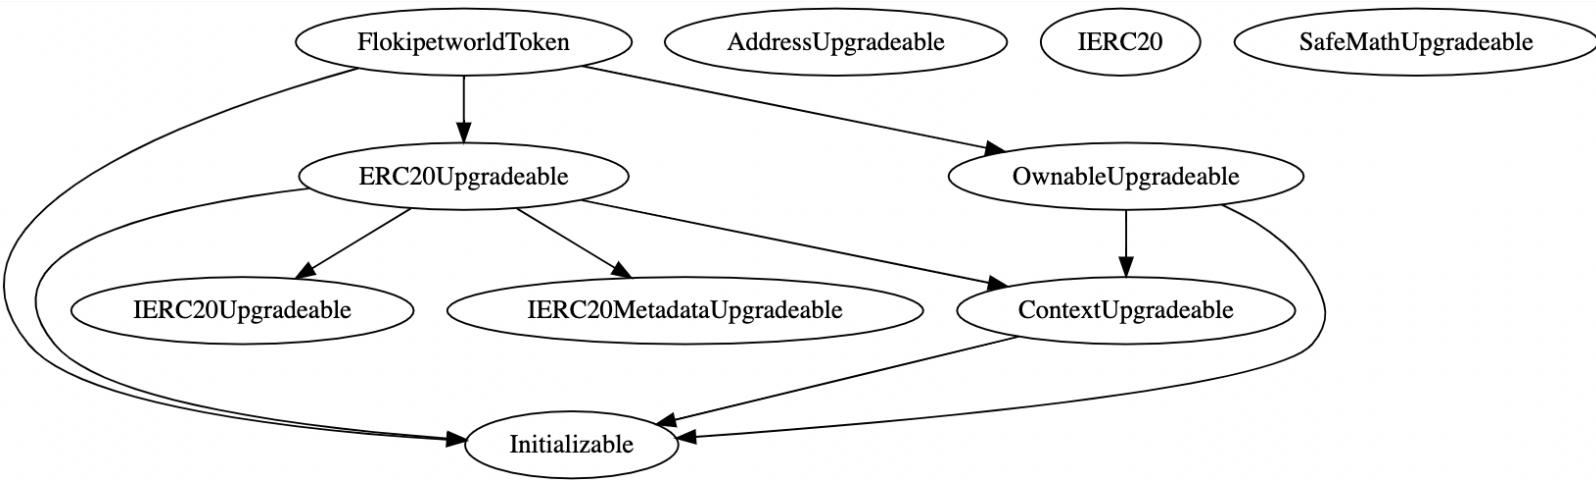 FlokipetworldToken
AddressUpgradeable
IERC20
SafeMathUpgradeable
ERC20Upgradeable
OwnableUpgradeable
IERC20Upgradeable
IERC20MetadataUpgradeable
ContextUpgradeable
Initializable